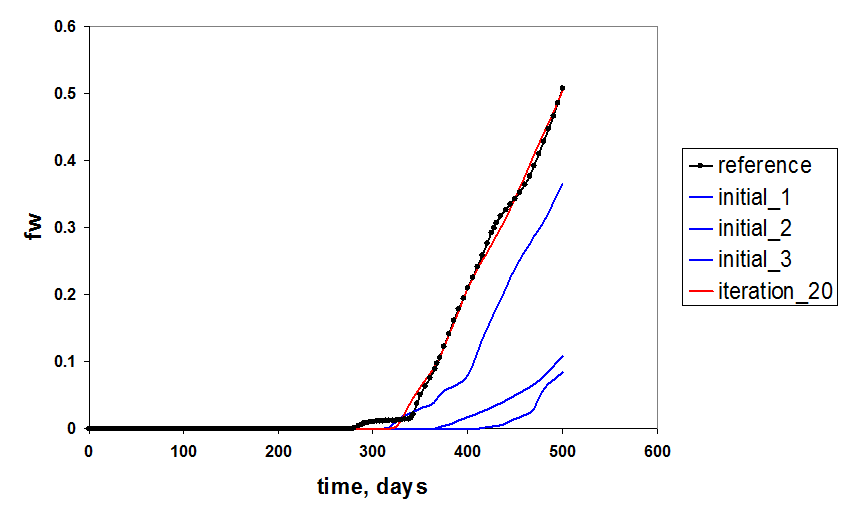 0.6
0.5
0.4
0.3
0.2
0.1
0
fw
0 100 200 300 400 500 600
time, days
reference
initial_1
initial_2
initial_3
iteration_20